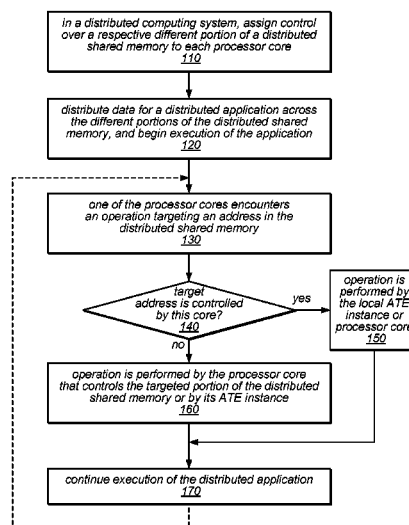 in a distributed computing system, assign control
over a respective different portion of a distributed
shared memory to each processor core
110
distribute data for a distributed application across
the different portions of the distributed shared
memory, and begin execution of the application
120
one of the processor cores encounters
an operation targeting an address in the
distributed shared memory
130
target
address is controlled
by this core?
140
yes
no
operation is
performed by
the local ATE
instance or
processor core
150
operation is performed by the processor core
that controls the targeted portion of the distributed
shared memory or by its ATE instance
160
continue execution of the distributed application
170